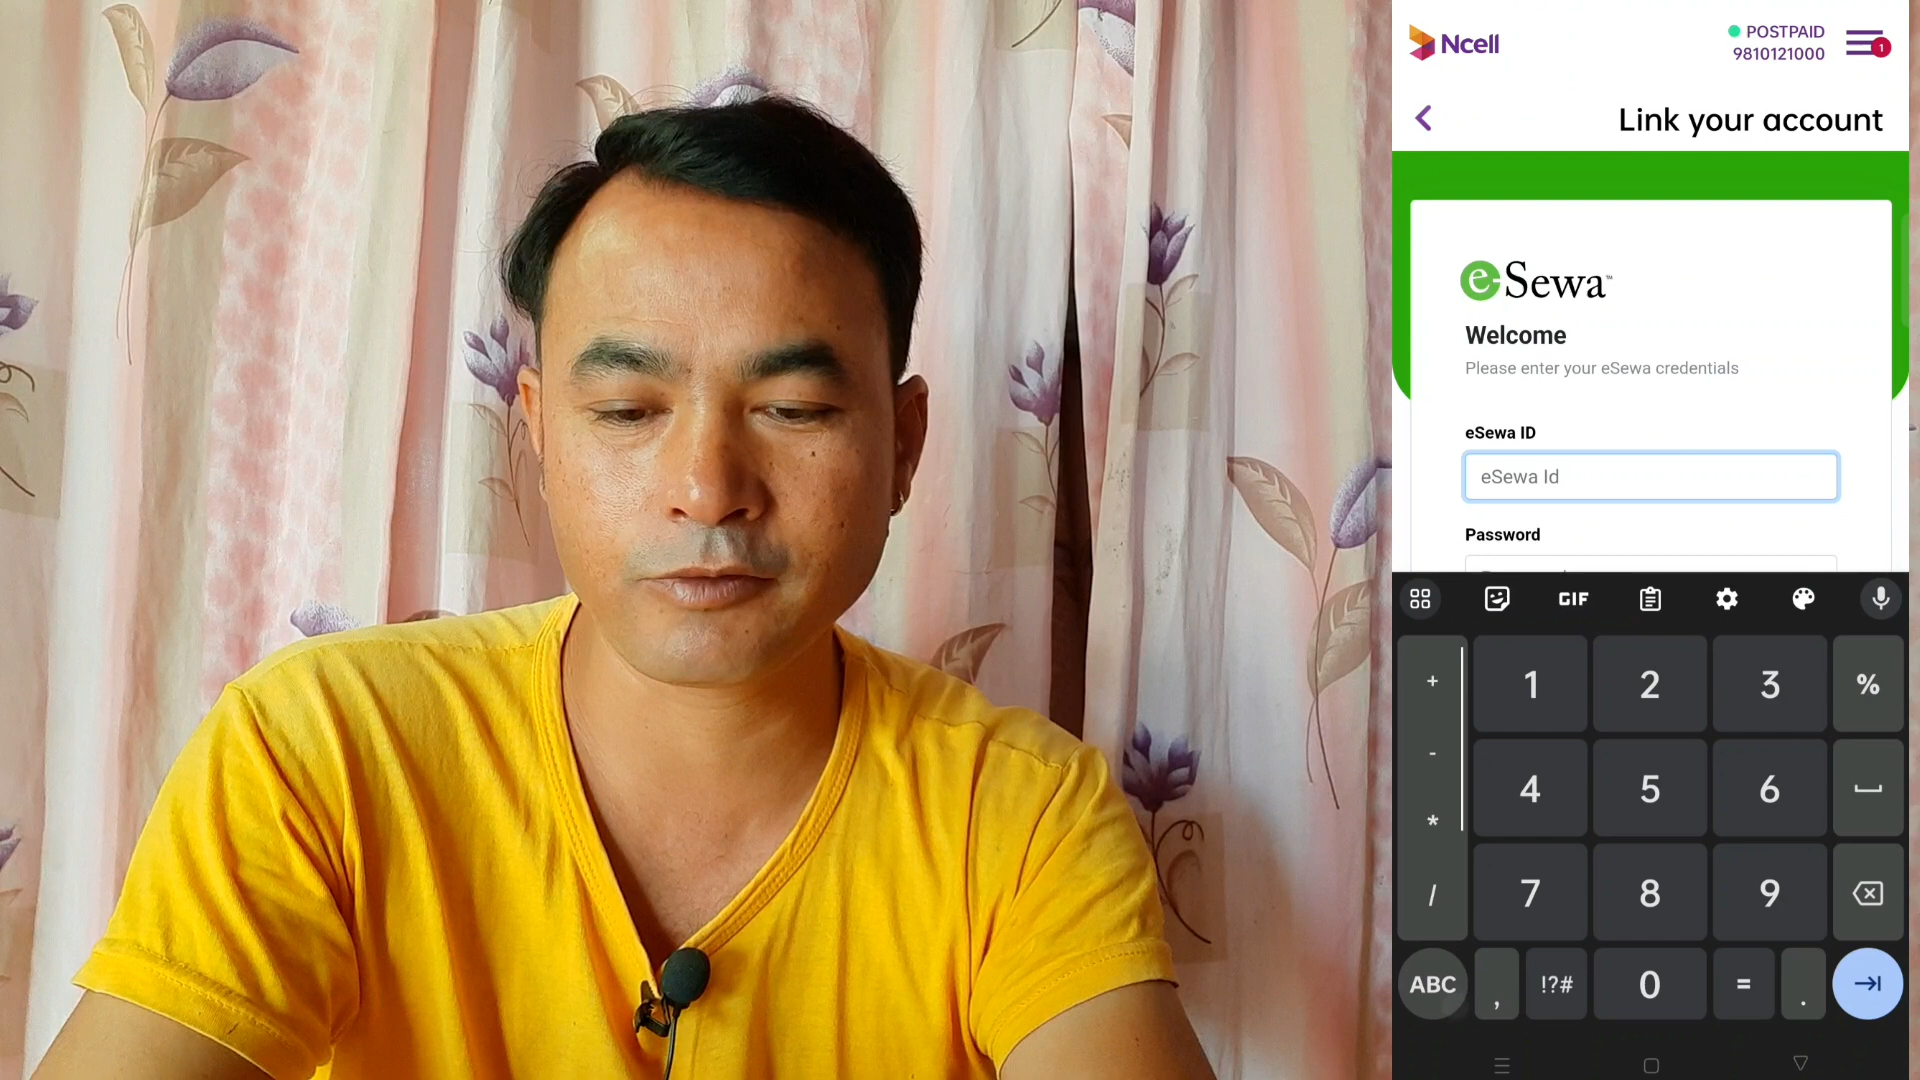 Ncell
POSTPAID
9810121000
1
Link your account
eSewa™
Welcome
Please enter your eSewa credentials
eSewa ID
eSewa Id
Password
GIF
+ 1 2 3 %
- 4 5 6
*
/ 7 8 9
ABC , !?# 0 = .